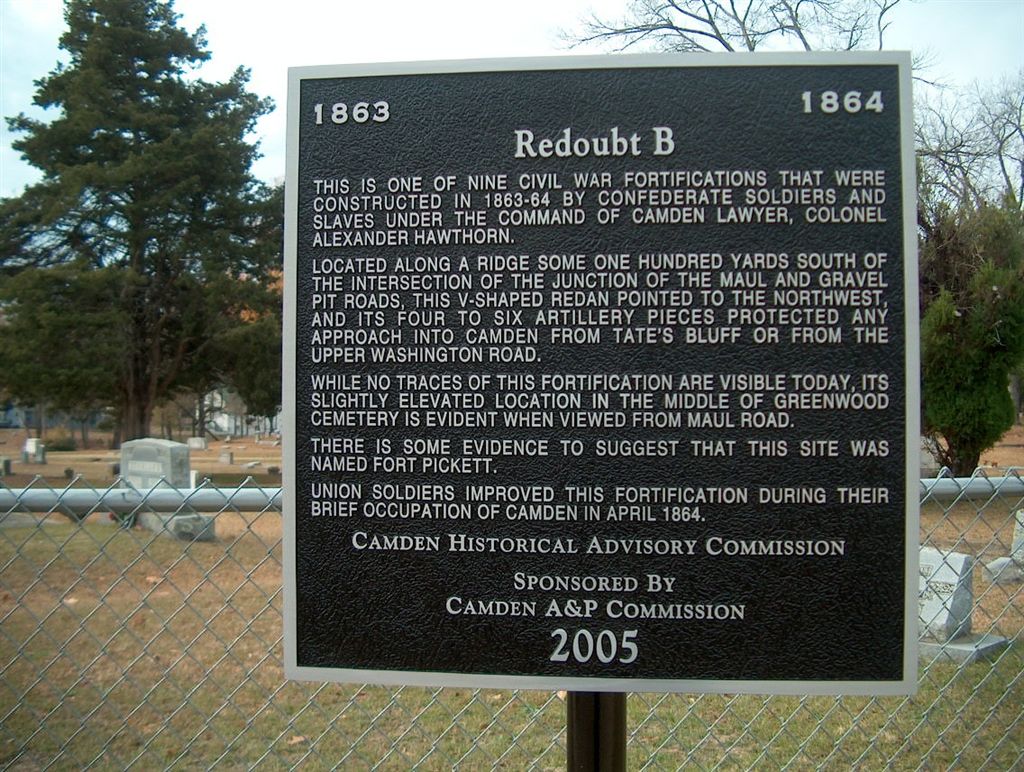 1863 1864
Redoubt B
THIS IS ONE OF NINE CIVIL WAR FORTIFICATIONS THAT WERE
CONSTRUCTED IN 1863-64 BY CONFEDERATE SOLDIERS AND
SLAVES UNDER THE COMMAND OF CAMDEN LAWYER, COLONEL
ALEXANDER HAWTHORN.
LOCATED ALONG A RIDGE SOME ONE HUNDRED YARDS SOUTH OF
THE INTERSECTION OF THE JUNCTION OF THE MAUL AND GRAVEL
PIT ROADS, THIS V-SHAPED REDAN POINTED TO THE NORTHWEST,
AND ITS FOUR TO SIX ARTILLERY PIECES PROTECTED ANY
APPROACH INTO CAMDEN FROM TATE'S BLUFF OR FROM THE
UPPER WASHINGTON ROAD.
WHILE NO TRACES OF THIS FORTIFICATION ARE VISIBLE TODAY, ITS
SLIGHTLY ELEVATED LOCATION IN THE MIDDLE OF GREENWOOD
CEMETERY IS EVIDENT WHEN VIEWED FROM MAUL ROAD.
THERE IS SOME EVIDENCE TO SUGGEST THAT THIS SITE WAS
NAMED FORT PICKETT.
UNION SOLDIERS IMPROVED THIS FORTIFICATION DURING THEIR
BRIEF OCCUPATION OF CAMDEN IN APRIL 1864.
CAMDEN HISTORICAL ADVISORY COMMISSION
SPONSORED BY
CAMDEN A&P COMMISSION
2005